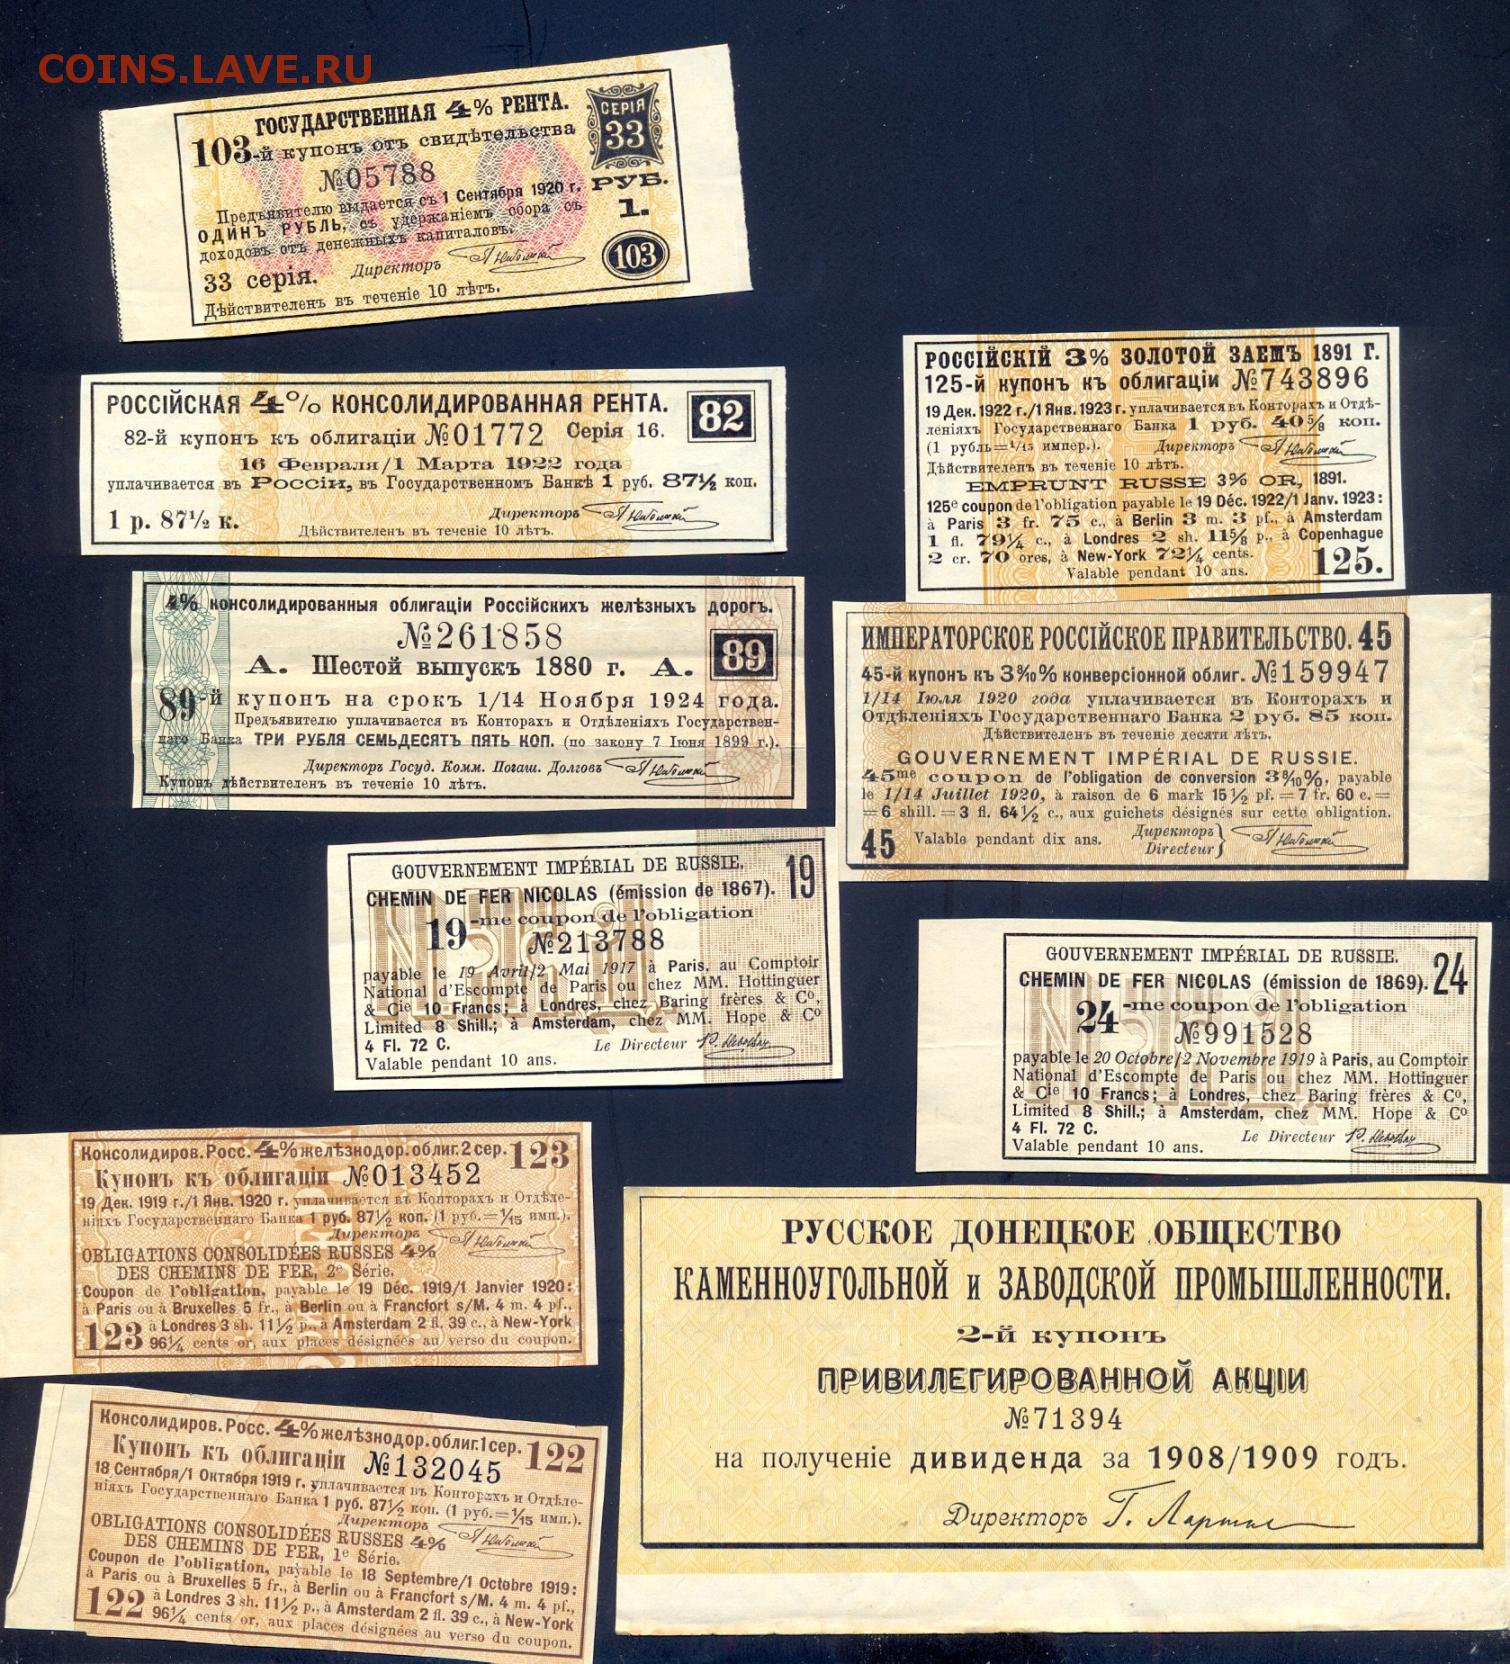 COINS.LAVE.RU
ГОСУДАРСТВЕННАЯ 4% РЕНТА.
103-й купонъ отъ свидѣтельства
№05788
Предъявителю выдается съ 1 Сентября 1920 г.
ОДИНЪ РУБЛЬ, съ удержаніемъ сбора съ
доходовъ отъ денежныхъ капиталовъ.
33 серія. Директоръ
Дѣйствителенъ въ теченіе 10 лѣтъ.
СЕРІЯ
33
РУБ.
1.
103
100
РОССІЙСКАЯ 4% КОНСОЛИДИРОВАННАЯ РЕНТА.
82
82-й купонъ къ облигаціи №01772 Серія 16.
16 Февраля/1 Марта 1922 года
уплачивается въ Россіи, въ Государственномъ Банкѣ 1 руб. 87½ коп.
1 р. 87½ к. Директоръ
Дѣйствителенъ въ теченіе 10 лѣтъ.
РОССІЙСКІЙ 3% ЗОЛОТОЙ ЗАЕМЪ 1891 Г.
125-й купонъ къ облигаціи №743896
19 Дек. 1922 г./1 Янв. 1923 г. уплачивается въ Конторахъ и Отдѣ-
леніяхъ Государственнаго Банка 1 руб. 40⅝ коп.
(1 рубль=1/15 импер.). Директоръ
Дѣйствителенъ въ теченіе 10 лѣтъ.
EMPRUNT RUSSE 3% OR, 1891.
125e coupon de l'obligation payable le 19 Déc. 1922/1 Janv. 1923:
à Paris 3 fr. 75 c., à Berlin 3 m. 3 pf., à Amsterdam
1 fl. 79¼ c., à Londres 2 sh. 11⅝ p., à Copenhague
2 cr. 70 ores, à New-York 72¼ cents.
Valable pendant 10 ans. 125.
4% консолидированныя облигаціи Россійскихъ желѣзныхъ дорогъ.
№261858
А. Шестой выпускъ 1880 г. А. 89
89-й купонъ на срокъ 1/14 Ноября 1924 года.
Предъявителю уплачивается въ Конторахъ и Отдѣленіяхъ Государствен-
наго Банка ТРИ РУБЛЯ СЕМЬДЕСЯТЪ ПЯТЬ КОП. (по закону 7 Іюня 1899 г.).
Директоръ Госуд. Комм. Погаш. Долговъ
Купонъ дѣйствителенъ въ теченіе 10 лѣтъ.
ИМПЕРАТОРСКОЕ РОССІЙСКОЕ ПРАВИТЕЛЬСТВО. 45
45-й купонъ къ 3⁸⁄₁₀% конверсіонной облиг. №159947
1/14 Іюля 1920 года уплачивается въ Конторахъ и
Отдѣленіяхъ Государственнаго Банка 2 руб. 85 коп.
Дѣйствителенъ въ теченіе десяти лѣтъ.
GOUVERNEMENT IMPÉRIAL DE RUSSIE.
45me coupon de l'obligation de conversion 3⁸⁄₁₀%, payable
le 1/14 Juillet 1920, à raison de 6 mark 15½ pf.=7 fr. 60 c.=
=6 shill.=3 fl. 64½ c., aux guichets désignés sur cette obligation.
45 Valable pendant dix ans. Директоръ
Directeur
GOUVERNEMENT IMPÉRIAL DE RUSSIE.
CHEMIN DE FER NICOLAS (émission de 1867). 19
19-me coupon de l'obligation
№213788
payable le 19 Avril/2 Mai 1917 à Paris, au Comptoir
National d'Escompte de Paris ou chez MM. Hottinguer
& Cie 10 Francs; à Londres, chez Baring frères & Co,
Limited 8 Shill.; à Amsterdam, chez MM. Hope & Co
4 Fl. 72 C. Le Directeur
Valable pendant 10 ans.
GOUVERNEMENT IMPÉRIAL DE RUSSIE.
CHEMIN DE FER NICOLAS (émission de 1869). 24
24-me coupon de l'obligation
№991528
payable le 20 Octobre/2 Novembre 1919 à Paris, au Comptoir
National d'Escompte de Paris ou chez MM. Hottinguer
& Cie 10 Francs; à Londres, chez Baring frères & Co,
Limited 8 Shill.; à Amsterdam, chez MM. Hope & Co
4 Fl. 72 C. Le Directeur
Valable pendant 10 ans.
Консолидиров. Росс. 4% желѣзнодор. облиг. 2 сер. 123
Купонъ къ облигаціи №013452
19 Дек. 1919 г./1 Янв. 1920 г. уплачивается въ Конторахъ и Отдѣле-
ніяхъ Государственнаго Банка 1 руб. 87½ коп. (1 руб.=1/15 имп.).
Директоръ
OBLIGATIONS CONSOLIDÉES RUSSES 4%
DES CHEMINS DE FER, 2e Série.
Coupon de l'obligation, payable le 19 Déc. 1919/1 Janvier 1920:
à Paris ou à Bruxelles 5 fr., à Berlin ou à Francfort s/M. 4 m. 4 pf.,
123 à Londres 3 sh. 11½ p., à Amsterdam 2 fl. 39 c., à New-York
96¼ cents or, aux places désignées au verso du coupon.
Консолидиров. Росс. 4% желѣзнодор. облиг. 1 сер. 122
Купонъ къ облигаціи №132045
18 Сентября/1 Октября 1919 г. уплачивается въ Конторахъ и Отдѣле-
ніяхъ Государственнаго Банка 1 руб. 87½ коп. (1 руб.=1/15 имп.).
Директоръ
OBLIGATIONS CONSOLIDÉES RUSSES 4%
DES CHEMINS DE FER, 1e Série.
Coupon de l'obligation, payable le 18 Septembre/1 Octobre 1919:
à Paris ou à Bruxelles 5 fr., à Berlin ou à Francfort s/M. 4 m. 4 pf.,
122 à Londres 3 sh. 11½ p., à Amsterdam 2 fl. 39 c., à New-York
96¼ cents or, aux places désignées au verso du coupon.
РУССКОЕ ДОНЕЦКОЕ ОБЩЕСТВО
КАМЕННОУГОЛЬНОЙ и ЗАВОДСКОЙ ПРОМЫШЛЕННОСТИ.
2-й купонъ
ПРИВИЛЕГИРОВАННОЙ АКЦІИ
№71394
на полученіе дивиденда за 1908/1909 годъ.
Директоръ